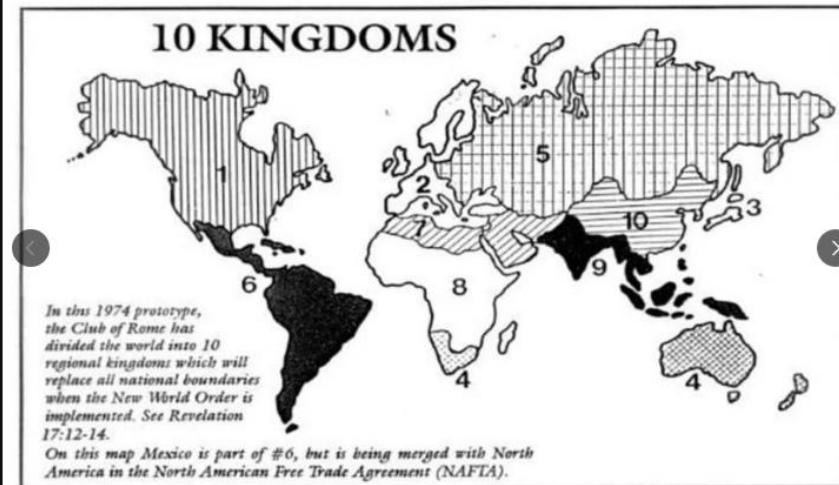 10 KINGDOMS
1
2
3
4
4
5
6
7
8
9
10
In this 1974 prototype,
the Club of Rome has
divided the world into 10
regional kingdoms which will
replace all national boundaries
when the New World Order is
implemented. See Revelation
17:12-14.
On this map Mexico is part of #6, but is being merged with North
America in the North American Free Trade Agreement (NAFTA).